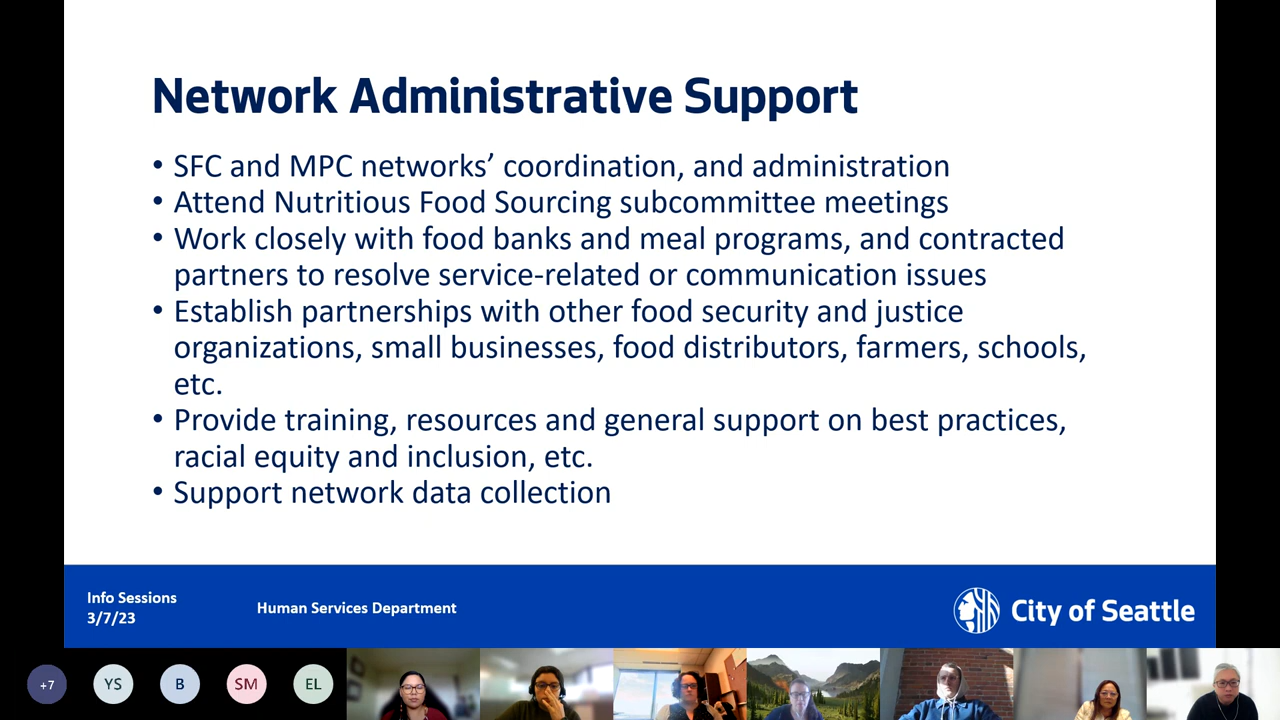 Network Administrative Support
• SFC and MPC networks’ coordination, and administration
• Attend Nutritious Food Sourcing subcommittee meetings
• Work closely with food banks and meal programs, and contracted
partners to resolve service-related or communication issues
• Establish partnerships with other food security and justice
organizations, small businesses, food distributors, farmers, schools,
etc.
• Provide training, resources and general support on best practices,
racial equity and inclusion, etc.
• Support network data collection
Info Sessions
3/7/23
Human Services Department
City of Seattle
+7 YS B SM EL